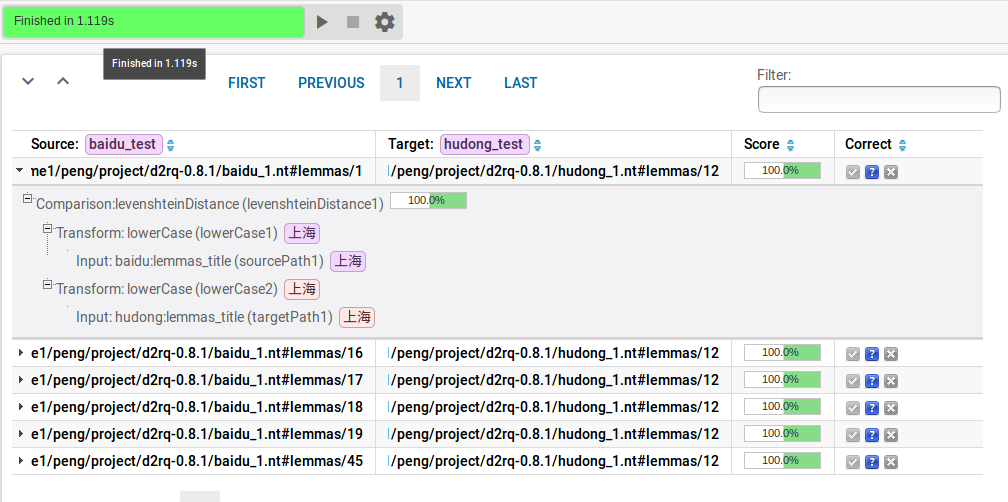 Finished in 1.119s
Finished in 1.119s
FIRST PREVIOUS 1 NEXT LAST
Filter:
Source: baidu_test Target: hudong_test Score Correct
me1/peng/project/d2rq-0.8.1/baidu_1.nt#lemmas/1 /peng/project/d2rq-0.8.1/hudong_1.nt#lemmas/12 100.0%
Comparison:levenshteinDistance (levenshteinDistance1) 100.0%
Transform: lowerCase (lowerCase1) 上海
Input: baidu:lemmas_title (sourcePath1) 上海
Transform: lowerCase (lowerCase2) 上海
Input: hudong:lemmas_title (targetPath1) 上海
e1/peng/project/d2rq-0.8.1/baidu_1.nt#lemmas/16 /peng/project/d2rq-0.8.1/hudong_1.nt#lemmas/12 100.0%
e1/peng/project/d2rq-0.8.1/baidu_1.nt#lemmas/17 /peng/project/d2rq-0.8.1/hudong_1.nt#lemmas/12 100.0%
e1/peng/project/d2rq-0.8.1/baidu_1.nt#lemmas/18 /peng/project/d2rq-0.8.1/hudong_1.nt#lemmas/12 100.0%
e1/peng/project/d2rq-0.8.1/baidu_1.nt#lemmas/19 /peng/project/d2rq-0.8.1/hudong_1.nt#lemmas/12 100.0%
e1/peng/project/d2rq-0.8.1/baidu_1.nt#lemmas/45 /peng/project/d2rq-0.8.1/hudong_1.nt#lemmas/12 100.0%